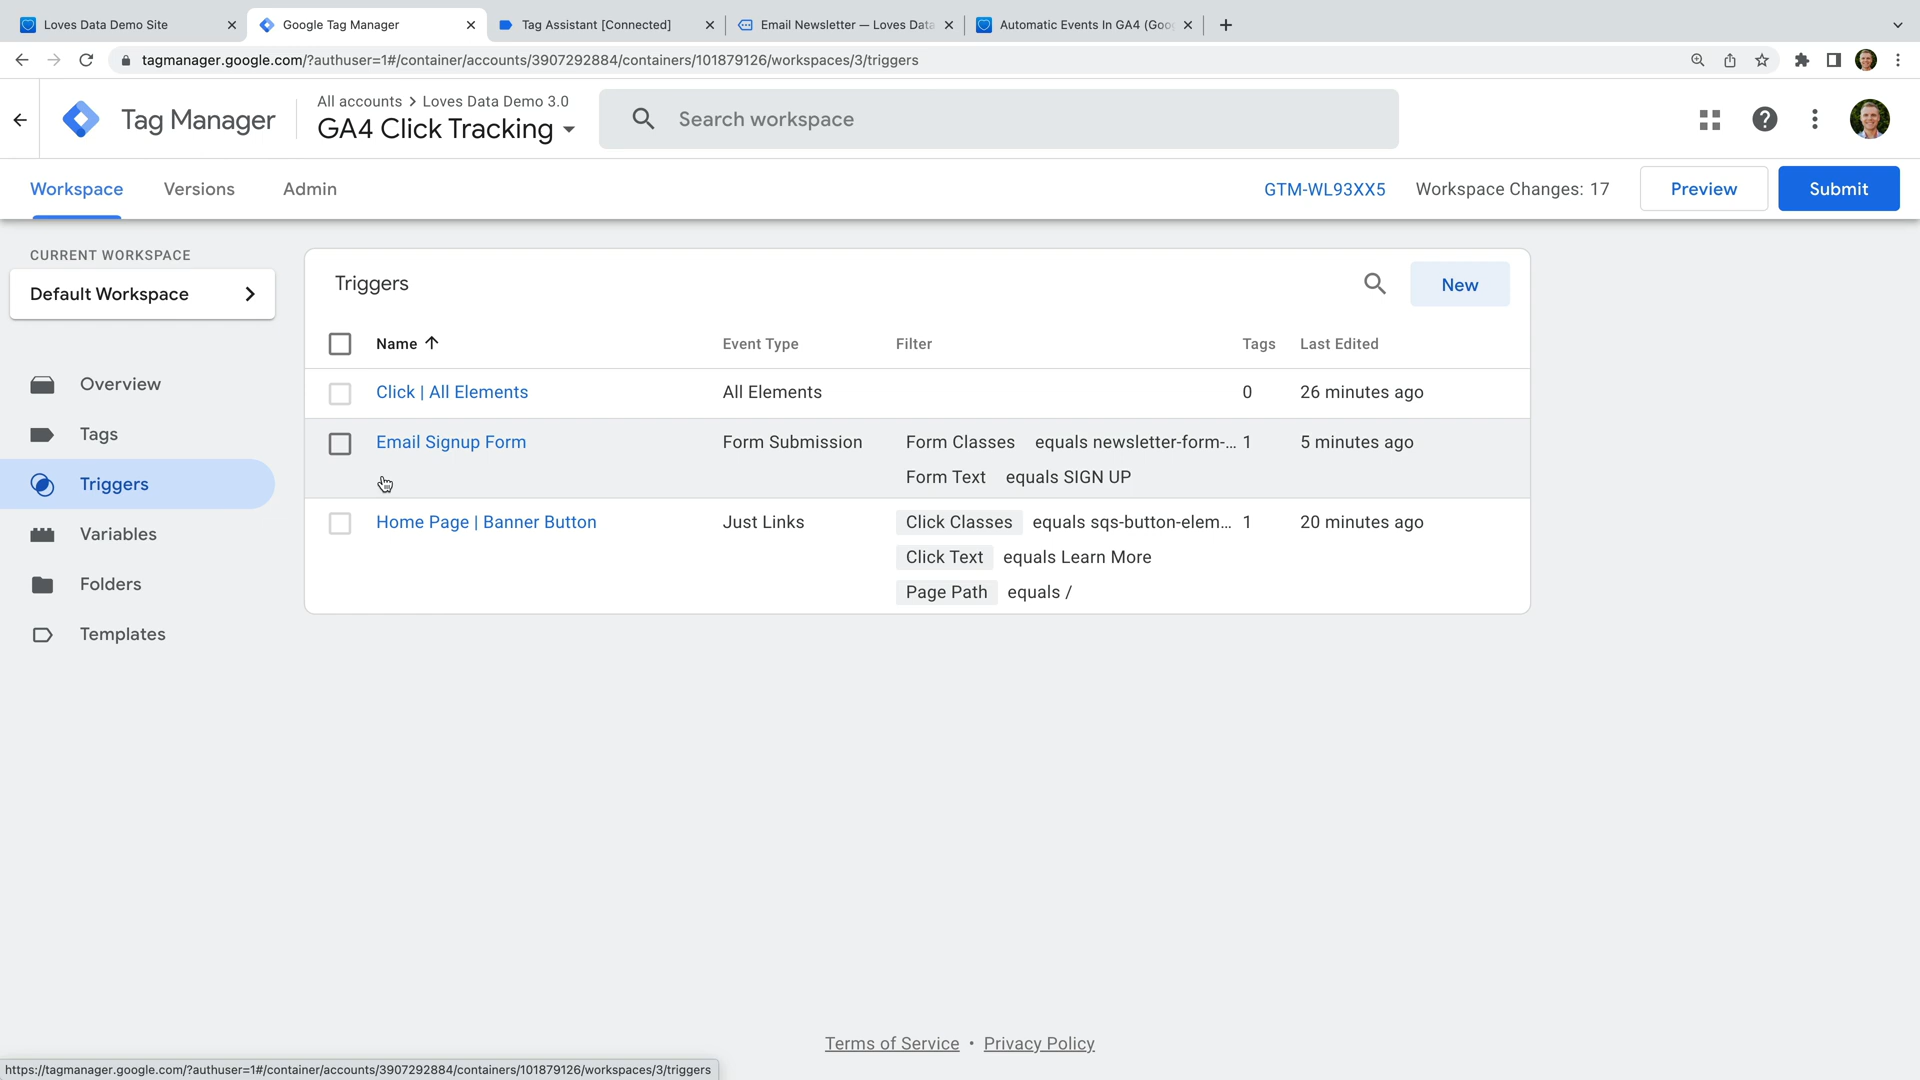 Loves Data Demo Site
Google Tag Manager
Tag Assistant [Connected]
Email Newsletter — Loves Data
Automatic Events In GA4 (Goo
tagmanager.google.com/?authuser=1#/container/accounts/3907292884/containers/101879126/workspaces/3/triggers
Tag Manager
All accounts > Loves Data Demo 3.0
GA4 Click Tracking
Search workspace
Workspace
Versions
Admin
GTM-WL93XX5
Workspace Changes: 17
Preview
Submit
CURRENT WORKSPACE
Default Workspace
Overview
Tags
Triggers
Variables
Folders
Templates
Triggers
New
Name Event Type Filter Tags Last Edited
Click | All Elements All Elements 0 26 minutes ago
Email Signup Form Form Submission Form Classes equals newsletter-form-... 1 5 minutes ago
Form Text equals SIGN UP
Home Page | Banner Button Just Links Click Classes equals sqs-button-elem... 1 20 minutes ago
Click Text equals Learn More
Page Path equals /
Terms of Service • Privacy Policy
https://tagmanager.google.com/?authuser=1#/container/accounts/3907292884/containers/101879126/workspaces/3/triggers